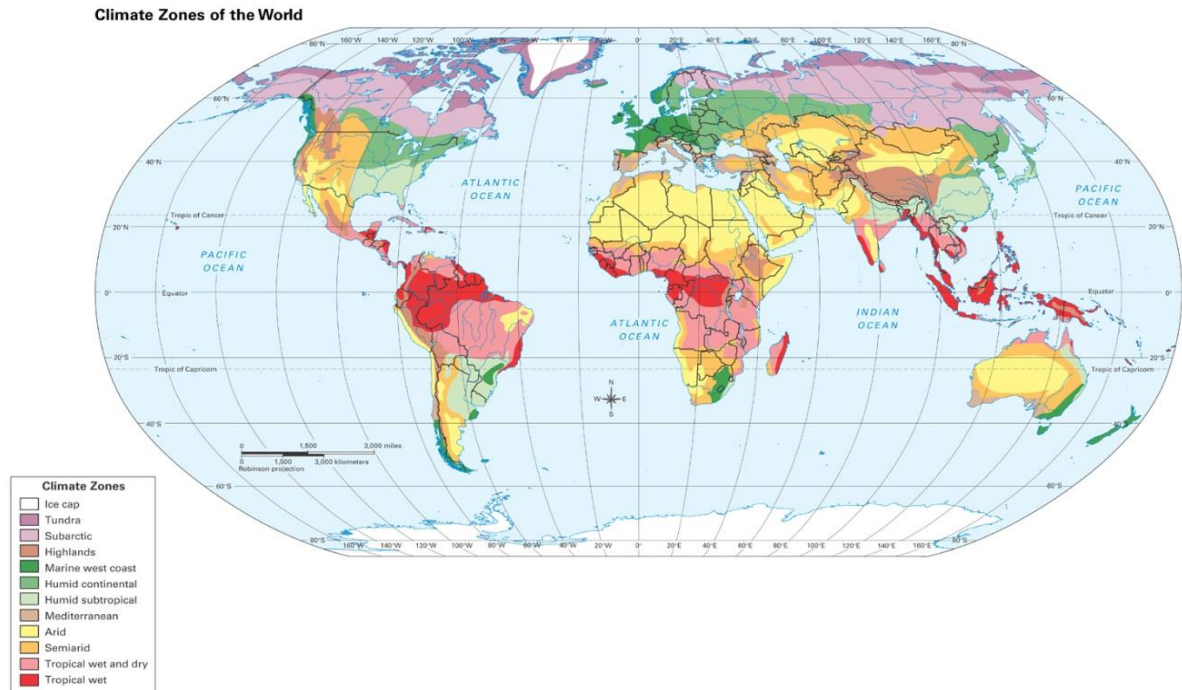 Climate Zones of the World
160°W 140°W 120°W 100°W 80°W 60°W 40°W 20°W 0° 20°E 40°E 60°E 80°E 100°E 120°E 140°E 160°E
80°N 80°N
60°N 60°N
40°N 40°N
ATLANTIC
OCEAN
PACIFIC
OCEAN
Tropic of Cancer Tropic of Cancer
20°N 20°N
PACIFIC
OCEAN
0° Equator Equator 0°
ATLANTIC
OCEAN
INDIAN
OCEAN
20°S 20°S
Tropic of Capricorn Tropic of Capricorn
N
W E
S
40°S 40°S
0 1,500 3,000 miles
0 1,500 3,000 kilometers
Robinson projection
60°S 60°S
80°S 80°S
160°W 140°W 120°W 100°W 80°W 60°W 40°W 20°W 0° 20°E 40°E 60°E 80°E 100°E 120°E 140°E 160°E
Climate Zones
Ice cap
Tundra
Subarctic
Highlands
Marine west coast
Humid continental
Humid subtropical
Mediterranean
Arid
Semiarid
Tropical wet and dry
Tropical wet